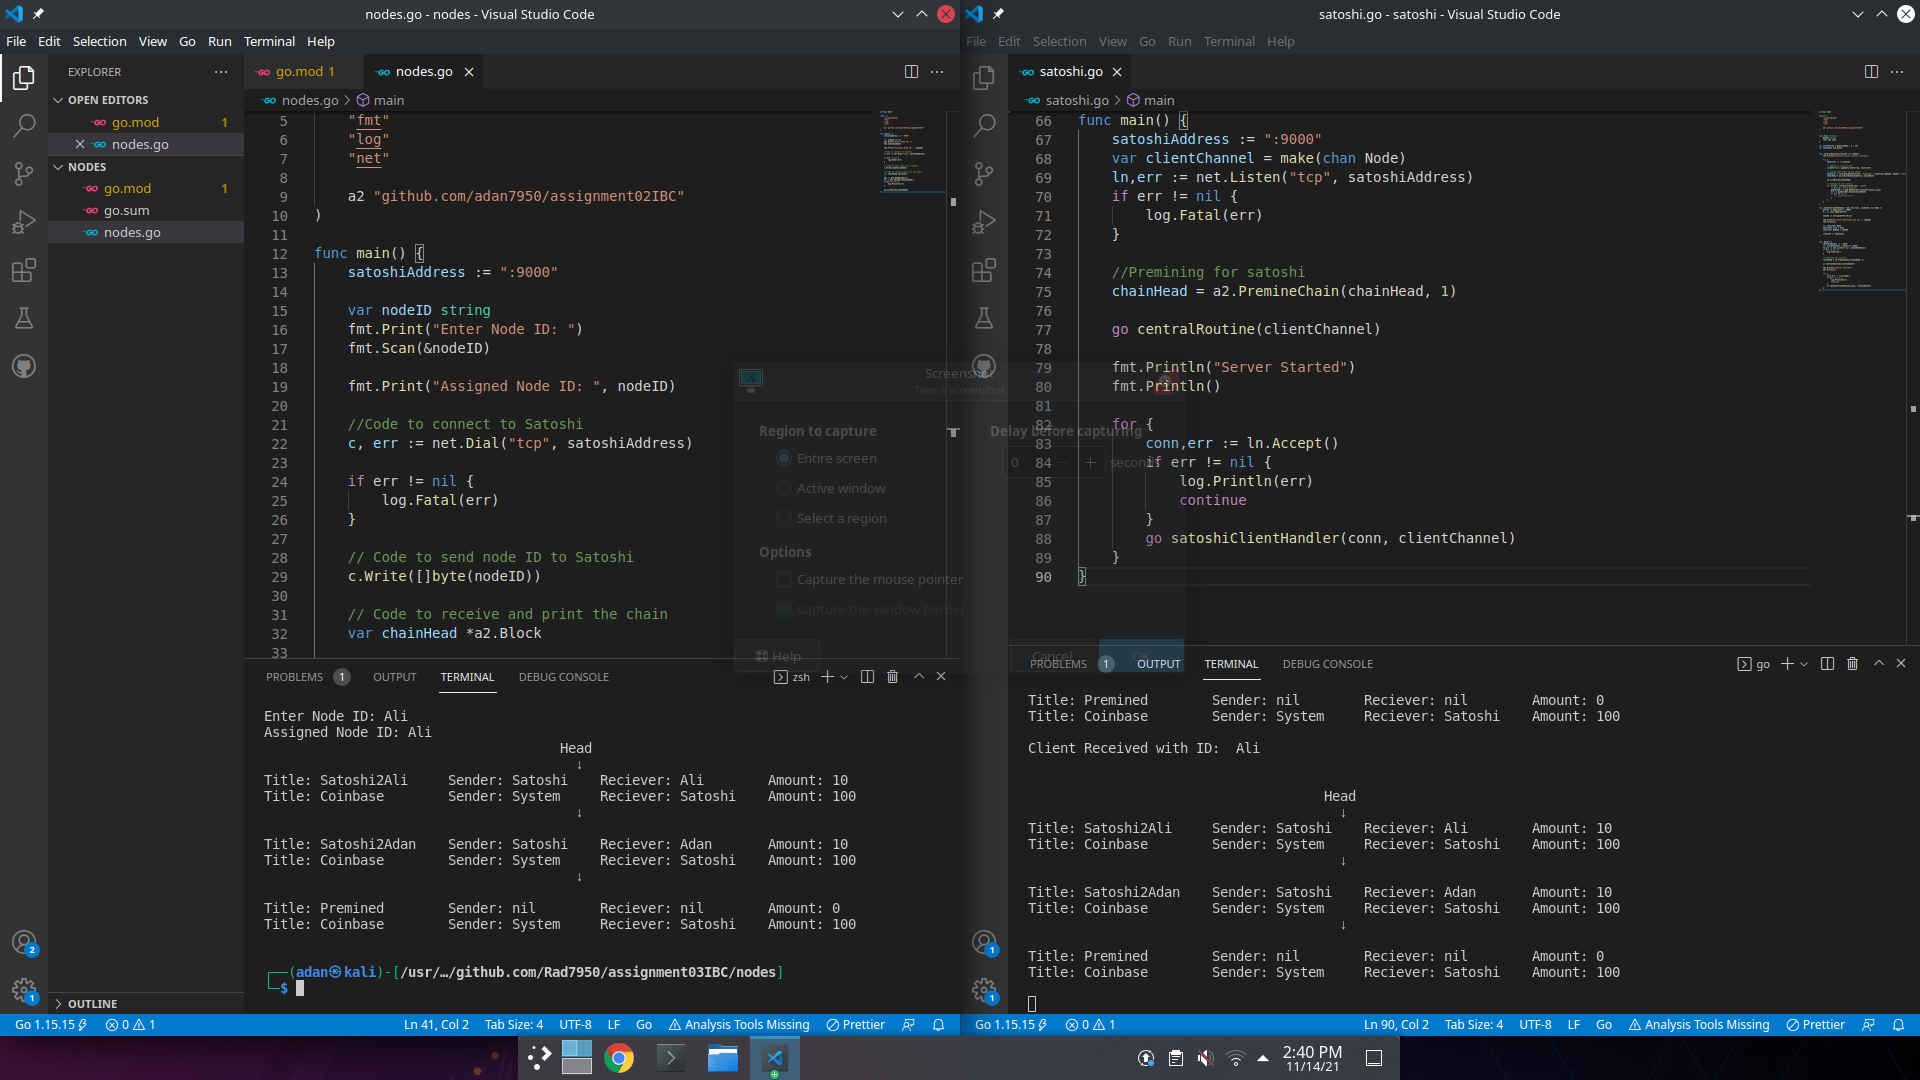 nodes.go - nodes - Visual Studio Code
File Edit Selection View Go Run Terminal Help
EXPLORER
OPEN EDITORS
go.mod 1
nodes.go
NODES
go.mod 1
go.sum
nodes.go
OUTLINE
go.mod 1
nodes.go
nodes.go > main
5 "fmt"
6 "log"
7 "net"
8
9 a2 "github.com/adan7950/assignment02IBC"
10 )
11
12 func main() {
13 satoshiAddress := ":9000"
14
15 var nodeID string
16 fmt.Print("Enter Node ID: ")
17 fmt.Scan(&nodeID)
18
19 fmt.Print("Assigned Node ID: ", nodeID)
20
21 //Code to connect to Satoshi
22 c, err := net.Dial("tcp", satoshiAddress)
23
24 if err != nil {
25 log.Fatal(err)
26 }
27
28 // Code to send node ID to Satoshi
29 c.Write([]byte(nodeID))
30
31 // Code to receive and print the chain
32 var chainHead *a2.Block
33
PROBLEMS 1 OUTPUT TERMINAL DEBUG CONSOLE
zsh
Enter Node ID: Ali
Assigned Node ID: Ali
Head
↓
Title: Satoshi2Ali Sender: Satoshi Reciever: Ali Amount: 10
Title: Coinbase Sender: System Reciever: Satoshi Amount: 100
↓
Title: Satoshi2Adan Sender: Satoshi Reciever: Adan Amount: 10
Title: Coinbase Sender: System Reciever: Satoshi Amount: 100
↓
Title: Premined Sender: nil Reciever: nil Amount: 0
Title: Coinbase Sender: System Reciever: Satoshi Amount: 100
(adan㉿kali)-[/usr/…/github.com/Rad7950/assignment03IBC/nodes]
$
2
1
Go 1.15.15 0 1 Ln 41, Col 2 Tab Size: 4 UTF-8 LF Go Analysis Tools Missing Prettier
satoshi.go - satoshi - Visual Studio Code
File Edit Selection View Go Run Terminal Help
satoshi.go
satoshi.go > main
66 func main() {
67 satoshiAddress := ":9000"
68 var clientChannel = make(chan Node)
69 ln,err := net.Listen("tcp", satoshiAddress)
70 if err != nil {
71 log.Fatal(err)
72 }
73
74 //Premining for satoshi
75 chainHead = a2.PremineChain(chainHead, 1)
76
77 go centralRoutine(clientChannel)
78
79 fmt.Println("Server Started")
80 fmt.Println()
81
82 for {
83 conn,err := ln.Accept()
84 if err != nil {
85 log.Println(err)
86 continue
87 }
88 go satoshiClientHandler(conn, clientChannel)
89 }
90 }
Screenshot
Take a screenshot
Region to capture
Entire screen
Active window
Select a region
Options
Capture the mouse pointer
Capture the window border
Delay before capturing
0 seconds
Help
Cancel
OK
PROBLEMS 1 OUTPUT TERMINAL DEBUG CONSOLE
go
Title: Premined Sender: nil Reciever: nil Amount: 0
Title: Coinbase Sender: System Reciever: Satoshi Amount: 100
Client Received with ID: Ali
Head
↓
Title: Satoshi2Ali Sender: Satoshi Reciever: Ali Amount: 10
Title: Coinbase Sender: System Reciever: Satoshi Amount: 100
↓
Title: Satoshi2Adan Sender: Satoshi Reciever: Adan Amount: 10
Title: Coinbase Sender: System Reciever: Satoshi Amount: 100
↓
Title: Premined Sender: nil Reciever: nil Amount: 0
Title: Coinbase Sender: System Reciever: Satoshi Amount: 100
1
1
Go 1.15.15 0 1 Ln 90, Col 2 Tab Size: 4 UTF-8 LF Go Analysis Tools Missing Prettier
2:40 PM
11/14/21